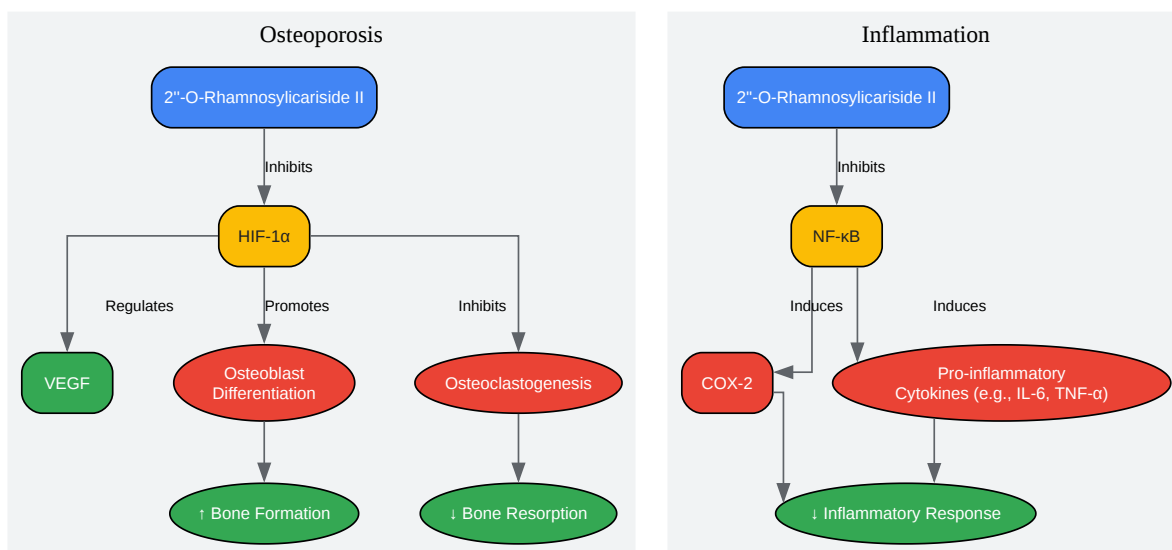 Osteoporosis
2''-O-Rhamnosylicariside II
Inhibits
HIF-1α
Regulates
Promotes
Inhibits
VEGF
Osteoblast
Differentiation
Osteoclastogenesis
↑ Bone Formation
↓ Bone Resorption
Inflammation
2''-O-Rhamnosylicariside II
Inhibits
NF-κB
Induces
Induces
COX-2
Pro-inflammatory
Cytokines (e.g., IL-6, TNF-α)
↓ Inflammatory Response